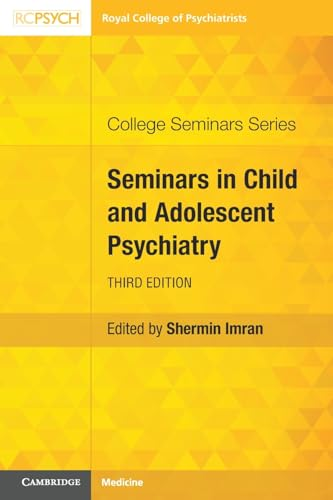 RCPSYCH
Royal College of Psychiatrists
College Seminars Series
Seminars in Child
and Adolescent
Psychiatry
THIRD EDITION
Edited by Shermin Imran
CAMBRIDGE
Medicine